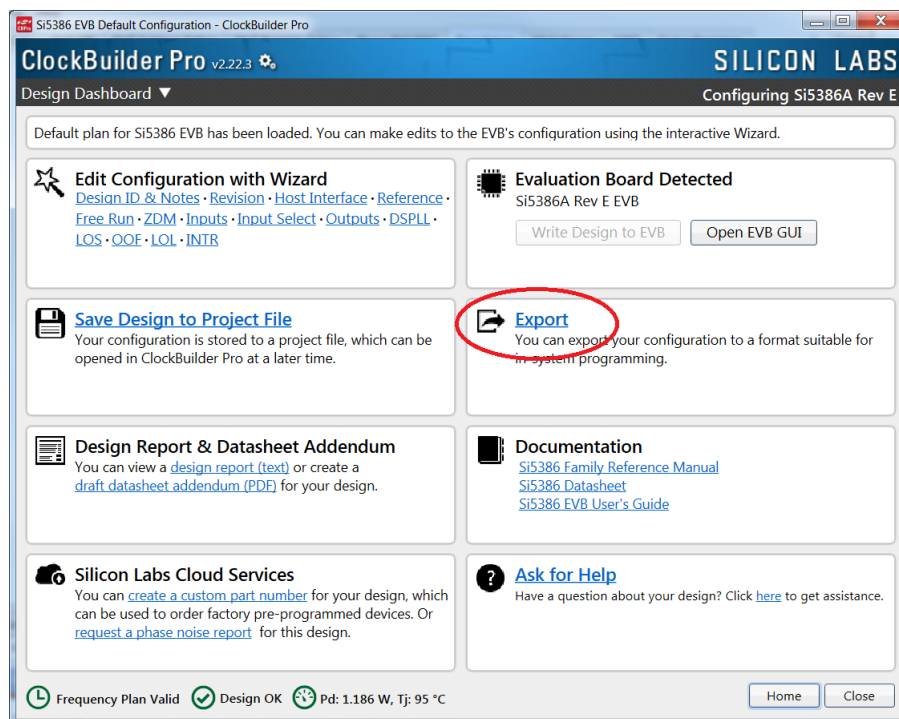 Si5386 EVB Default Configuration - ClockBuilder Pro
ClockBuilder Pro v2.22.3
SILICON LABS
Design Dashboard ▼
Configuring Si5386A Rev E
Default plan for Si5386 EVB has been loaded. You can make edits to the EVB's configuration using the interactive Wizard.
Edit Configuration with Wizard
Design ID & Notes · Revision · Host Interface · Reference ·
Free Run · ZDM · Inputs · Input Select · Outputs · DSPLL ·
LOS · OOF · LOL · INTR
Evaluation Board Detected
Si5386A Rev E EVB
Write Design to EVB
Open EVB GUI
Save Design to Project File
Your configuration is stored to a project file, which can be
opened in ClockBuilder Pro at a later time.
Export
You can export your configuration to a format suitable for
in-system programming.
Design Report & Datasheet Addendum
You can view a design report (text) or create a
draft datasheet addendum (PDF) for your design.
Documentation
Si5386 Family Reference Manual
Si5386 Datasheet
Si5386 EVB User's Guide
Silicon Labs Cloud Services
You can create a custom part number for your design, which
can be used to order factory pre-programmed devices. Or
request a phase noise report for this design.
Ask for Help
Have a question about your design? Click here to get assistance.
Frequency Plan Valid
Design OK
Pd: 1.186 W, Tj: 95 °C
Home
Close